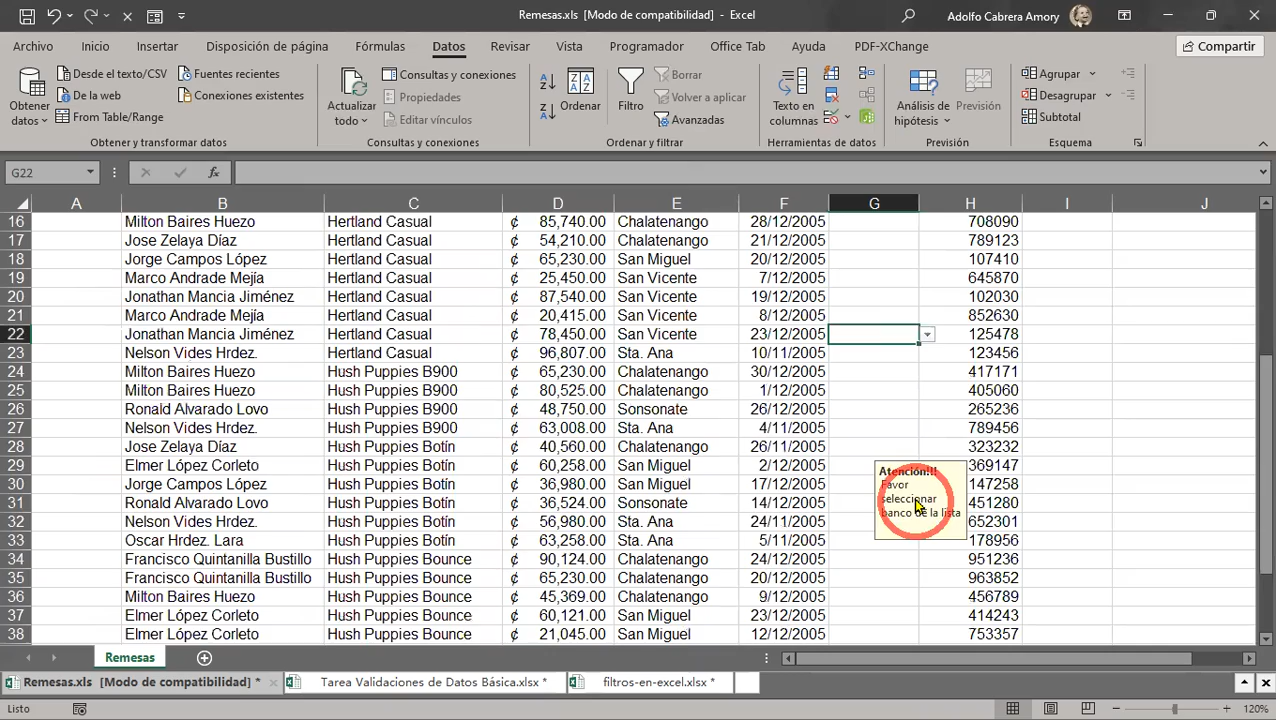 Remesas.xls [Modo de compatibilidad] - Excel
Adolfo Cabrera Amory
Archivo Inicio Insertar Disposición de página Fórmulas Datos Revisar Vista Programador Office Tab Ayuda PDF-XChange Compartir
Obtener datos
Desde el texto/CSV
De la web
From Table/Range
Fuentes recientes
Conexiones existentes
Obtener y transformar datos
Actualizar todo
Consultas y conexiones
Propiedades
Editar vínculos
Consultas y conexiones
Ordenar
Filtro
Borrar
Volver a aplicar
Avanzadas
Ordenar y filtrar
Texto en columnas
Herramientas de datos
Análisis de hipótesis
Previsión
Previsión
Agrupar
Desagrupar
Subtotal
Esquema
G22
fx
A B C D E F G H I J
16 Milton Baires Huezo Hertland Casual ¢ 85,740.00 Chalatenango 28/12/2005 708090
17 Jose Zelaya Díaz Hertland Casual ¢ 54,210.00 Chalatenango 21/12/2005 789123
18 Jorge Campos López Hertland Casual ¢ 65,230.00 San Miguel 20/12/2005 107410
19 Marco Andrade Mejía Hertland Casual ¢ 25,450.00 San Vicente 7/12/2005 645870
20 Jonathan Mancia Jiménez Hertland Casual ¢ 87,540.00 San Vicente 19/12/2005 102030
21 Marco Andrade Mejía Hertland Casual ¢ 20,415.00 San Vicente 8/12/2005 852630
22 Jonathan Mancia Jiménez Hertland Casual ¢ 78,450.00 San Vicente 23/12/2005 125478
23 Nelson Vides Hrdez. Hertland Casual ¢ 96,807.00 Sta. Ana 10/11/2005 123456
24 Milton Baires Huezo Hush Puppies B900 ¢ 65,230.00 Chalatenango 30/12/2005 417171
25 Milton Baires Huezo Hush Puppies B900 ¢ 80,525.00 Chalatenango 1/12/2005 405060
26 Ronald Alvarado Lovo Hush Puppies B900 ¢ 48,750.00 Sonsonate 26/12/2005 265236
27 Nelson Vides Hrdez. Hush Puppies B900 ¢ 63,008.00 Sta. Ana 4/11/2005 789456
28 Jose Zelaya Díaz Hush Puppies Botín ¢ 40,560.00 Chalatenango 26/11/2005 323232
29 Elmer López Corleto Hush Puppies Botín ¢ 60,258.00 San Miguel 2/12/2005 369147
30 Jorge Campos López Hush Puppies Botín ¢ 36,980.00 San Miguel 17/12/2005 147258
31 Ronald Alvarado Lovo Hush Puppies Botín ¢ 36,524.00 Sonsonate 14/12/2005 451280
32 Nelson Vides Hrdez. Hush Puppies Botín ¢ 56,980.00 Sta. Ana 24/11/2005 652301
33 Oscar Hrdez. Lara Hush Puppies Botín ¢ 63,258.00 Sta. Ana 5/11/2005 178956
34 Francisco Quintanilla Bustillo Hush Puppies Bounce ¢ 90,124.00 Chalatenango 24/12/2005 951236
35 Francisco Quintanilla Bustillo Hush Puppies Bounce ¢ 65,230.00 Chalatenango 20/12/2005 963852
36 Milton Baires Huezo Hush Puppies Bounce ¢ 45,369.00 Chalatenango 9/12/2005 456789
37 Elmer López Corleto Hush Puppies Bounce ¢ 60,121.00 San Miguel 23/12/2005 414243
38 Elmer López Corleto Hush Puppies Bounce ¢ 21,045.00 San Miguel 12/12/2005 753357
Atención!!!
Favor
seleccionar
banco de la lista
Remesas
Remesas.xls [Modo de compatibilidad] * Tarea Validaciones de Datos Básica.xlsx * filtros-en-excel.xlsx *
Listo
120%